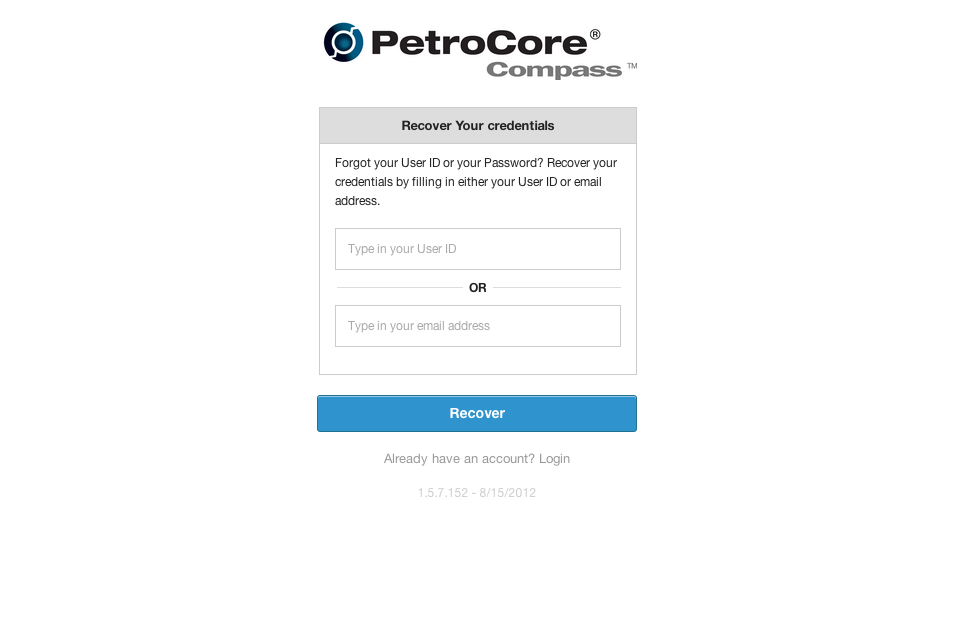 PetroCore®
Compass ™
Recover Your credentials
Forgot your User ID or your Password? Recover your
credentials by filling in either your User ID or email
address.
Type in your User ID
OR
Type in your email address
Recover
Already have an account? Login
1.5.7.152 - 8/15/2012